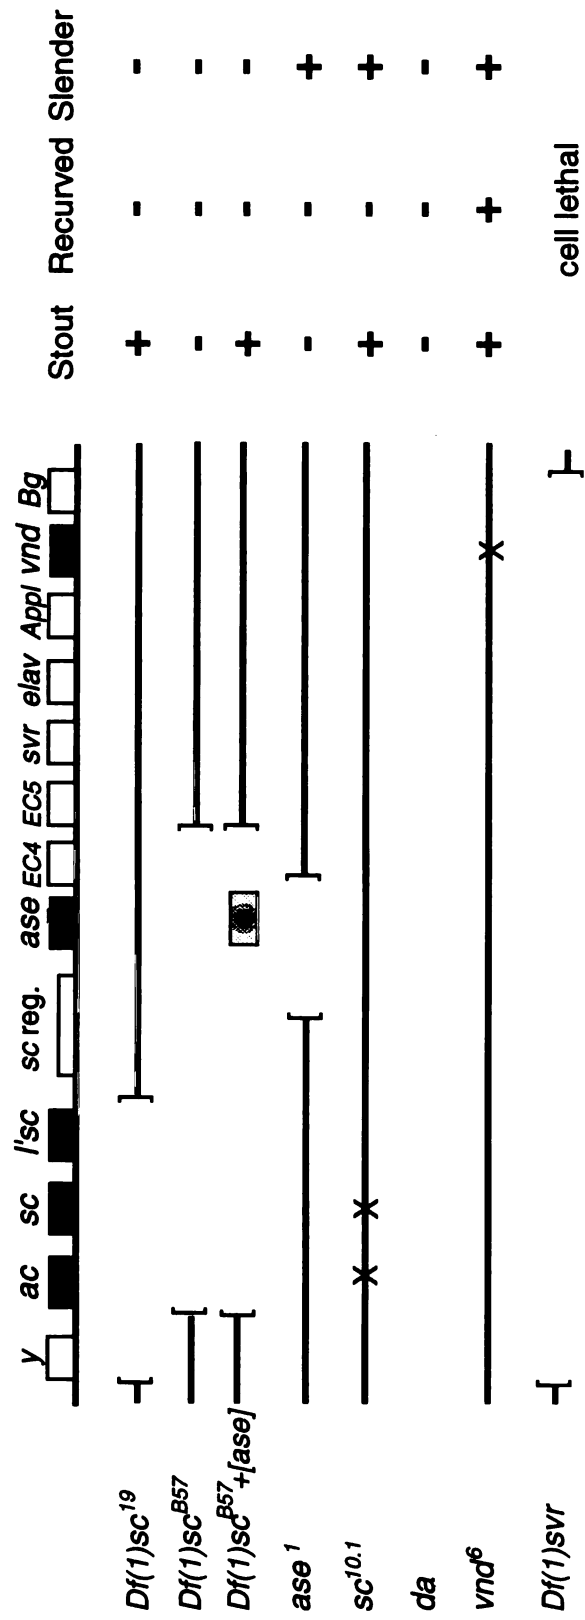 y ac sc l'sc sc reg. ase EC4 EC5 svr elav Appl vnd Bg Stout Recurved Slender
Df(1)sc19 + - -
Df(1)scB57 - - -
Df(1)scB57+[ase] + - -
ase1 - - +
sc10.1 + - +
da - - -
vnd6 + + +
Df(1)svr cell lethal